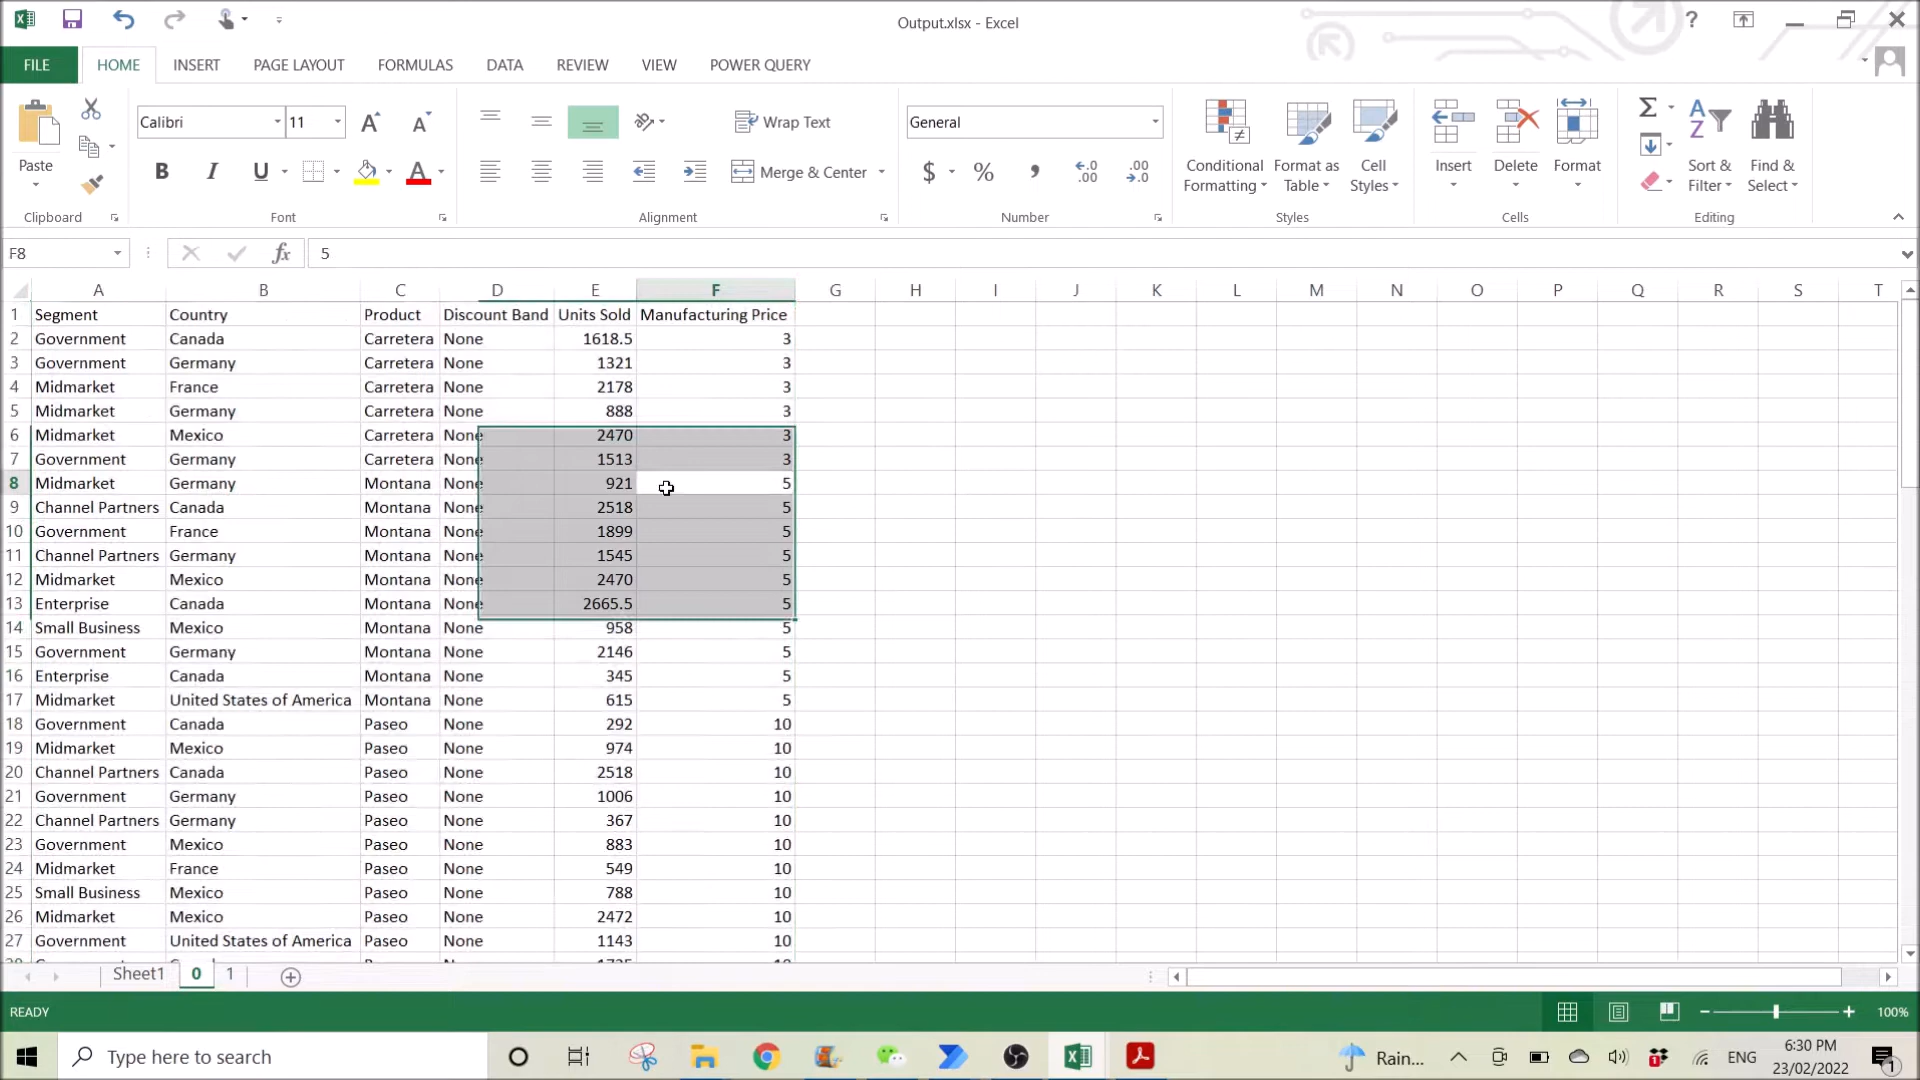 Output.xlsx - Excel
?
FILE HOME INSERT PAGE LAYOUT FORMULAS DATA REVIEW VIEW POWER QUERY
Calibri 11 Wrap Text General
Paste B I U A Merge & Center $ % , Conditional Formatting Format as Table Cell Styles Insert Delete Format Sort & Filter Find & Select
Clipboard Font Alignment Number Styles Cells Editing
F8 fx 5
A B C D E F G H I J K L M N O P Q R S T
1 Segment Country Product Discount Band Units Sold Manufacturing Price
2 Government Canada Carretera None 1618.5 3
3 Government Germany Carretera None 1321 3
4 Midmarket France Carretera None 2178 3
5 Midmarket Germany Carretera None 888 3
6 Midmarket Mexico Carretera None 2470 3
7 Government Germany Carretera None 1513 3
8 Midmarket Germany Montana None 921 5
9 Channel Partners Canada Montana None 2518 5
10 Government France Montana None 1899 5
11 Channel Partners Germany Montana None 1545 5
12 Midmarket Mexico Montana None 2470 5
13 Enterprise Canada Montana None 2665.5 5
14 Small Business Mexico Montana None 958 5
15 Government Germany Montana None 2146 5
16 Enterprise Canada Montana None 345 5
17 Midmarket United States of America Montana None 615 5
18 Government Canada Paseo None 292 10
19 Midmarket Mexico Paseo None 974 10
20 Channel Partners Canada Paseo None 2518 10
21 Government Germany Paseo None 1006 10
22 Channel Partners Germany Paseo None 367 10
23 Government Mexico Paseo None 883 10
24 Midmarket France Paseo None 549 10
25 Small Business Mexico Paseo None 788 10
26 Midmarket Mexico Paseo None 2472 10
27 Government United States of America Paseo None 1143 10
Sheet1 0 1
READY 100%
Type here to search Rain... ENG 6:30 PM
23/02/2022 1